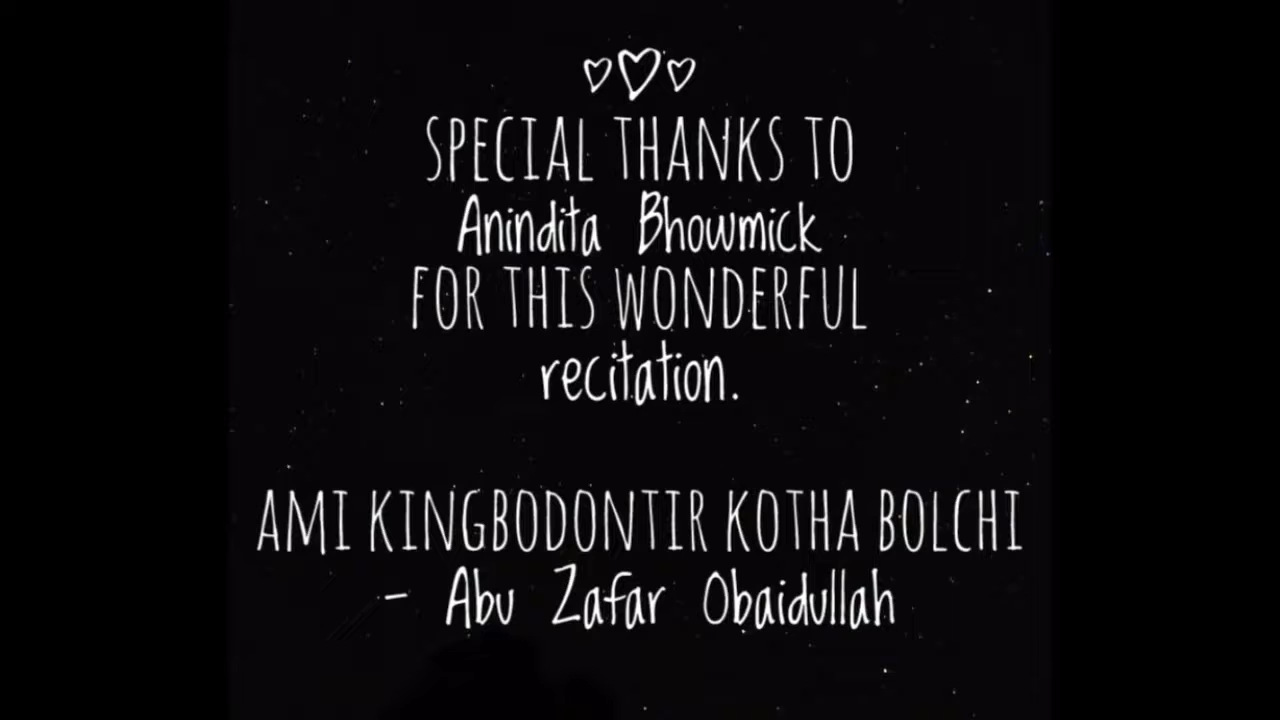 SPECIAL THANKS TO
Anindita Bhowmick
FOR THIS WONDERFUL
recitation.
AMI KINGBODONTIR KOTHA BOLCHI
- Abu Zafar Obaidullah